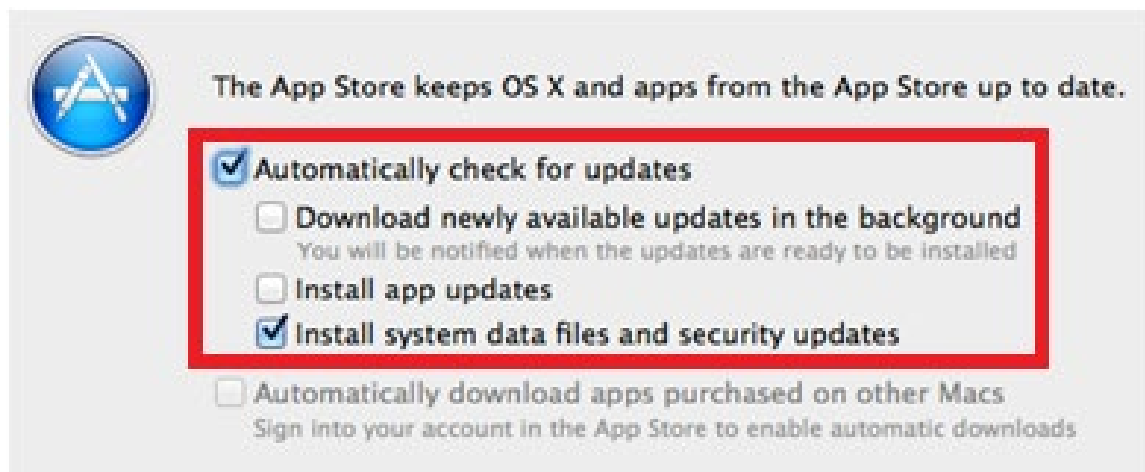 The App Store keeps OS X and apps from the App Store up to date.
Automatically check for updates
Download newly available updates in the background
You will be notified when the updates are ready to be installed
Install app updates
Install system data files and security updates
Automatically download apps purchased on other Macs
Sign into your account in the App Store to enable automatic downloads